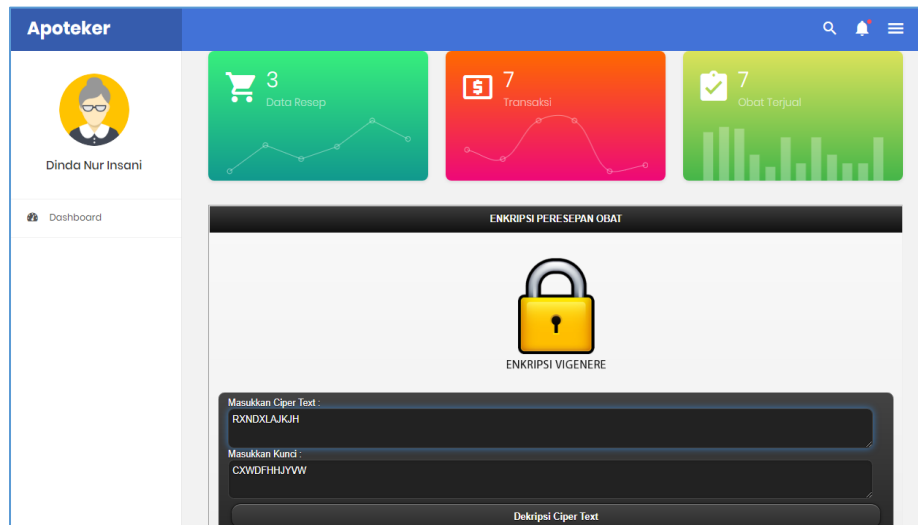 Apoteker
3
Data Resep
7
Transaksi
7
Obat Terjual
Dinda Nur Insani
Dashboard
ENKRIPSI PERESEPAN OBAT
ENKRIPSI VIGENERE
Masukkan Ciper Text :
RXNDXLAJKJH
Masukkan Kunci :
CXWDFHHJYVW
Dekripsi Ciper Text